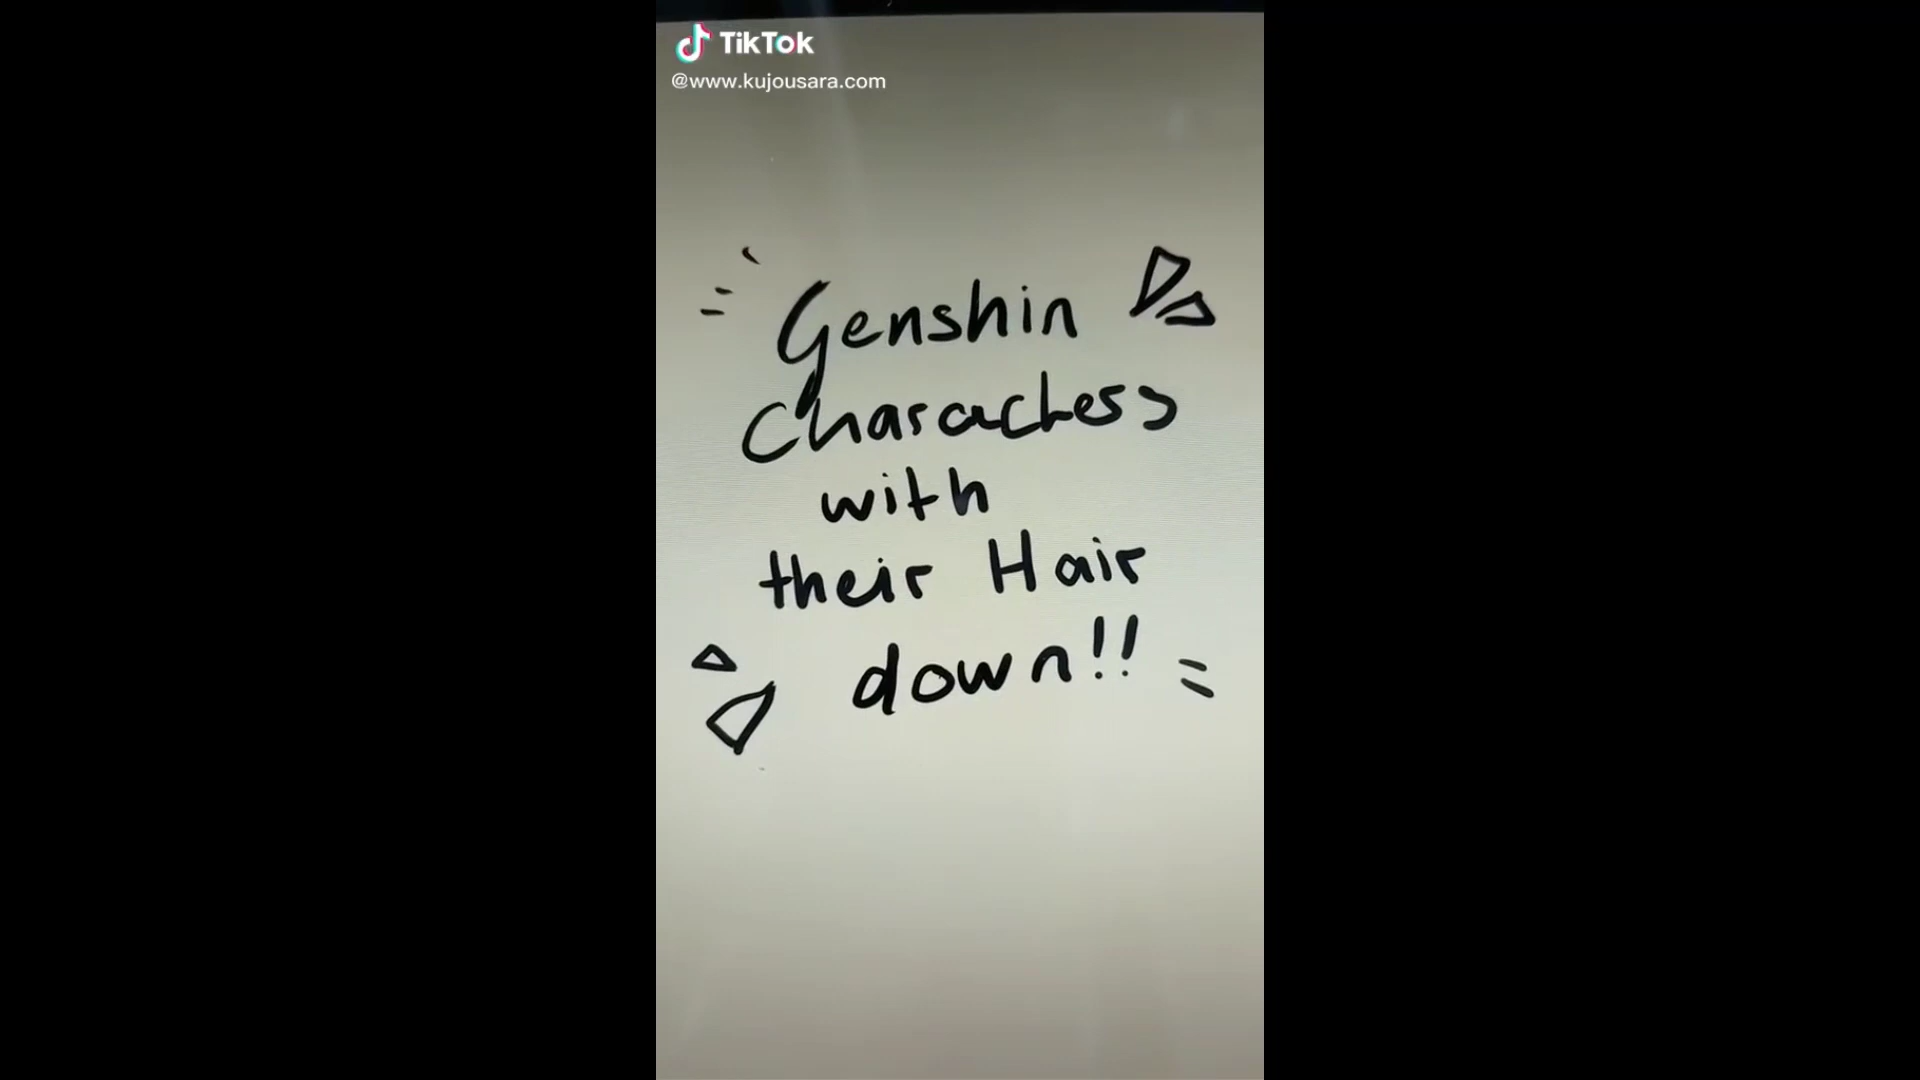 TikTok
@www.kujousara.com
Genshin
Characters
with
their Hair
down!!